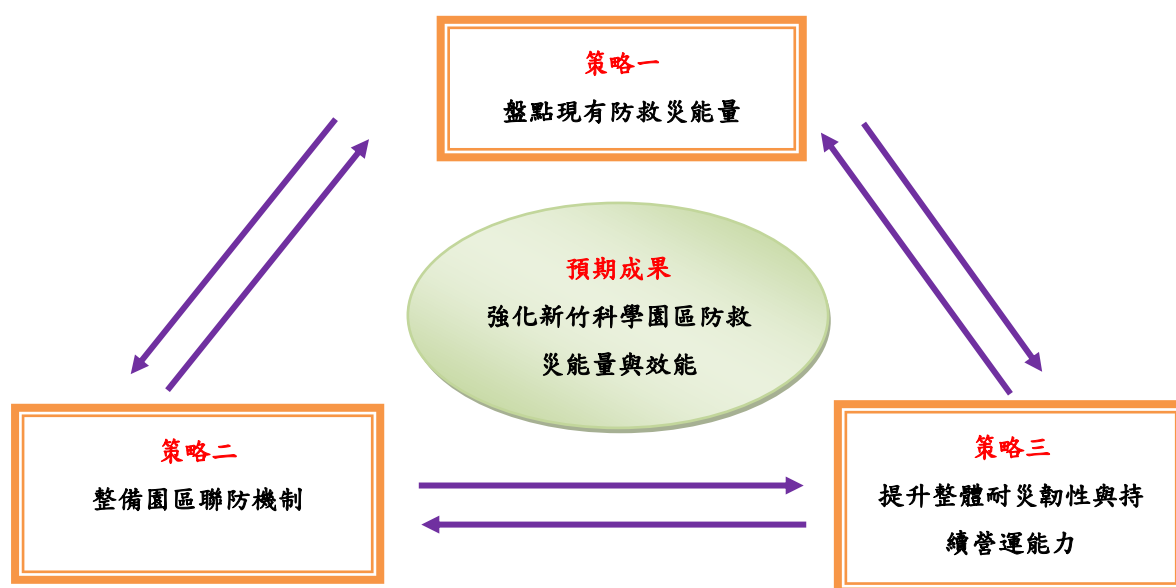 策略一
盤點現有防救災能量
預期成果
強化新竹科學園區防救
災能量與效能
策略二
整備園區聯防機制
策略三
提升整體耐災韌性與持
續營運能力